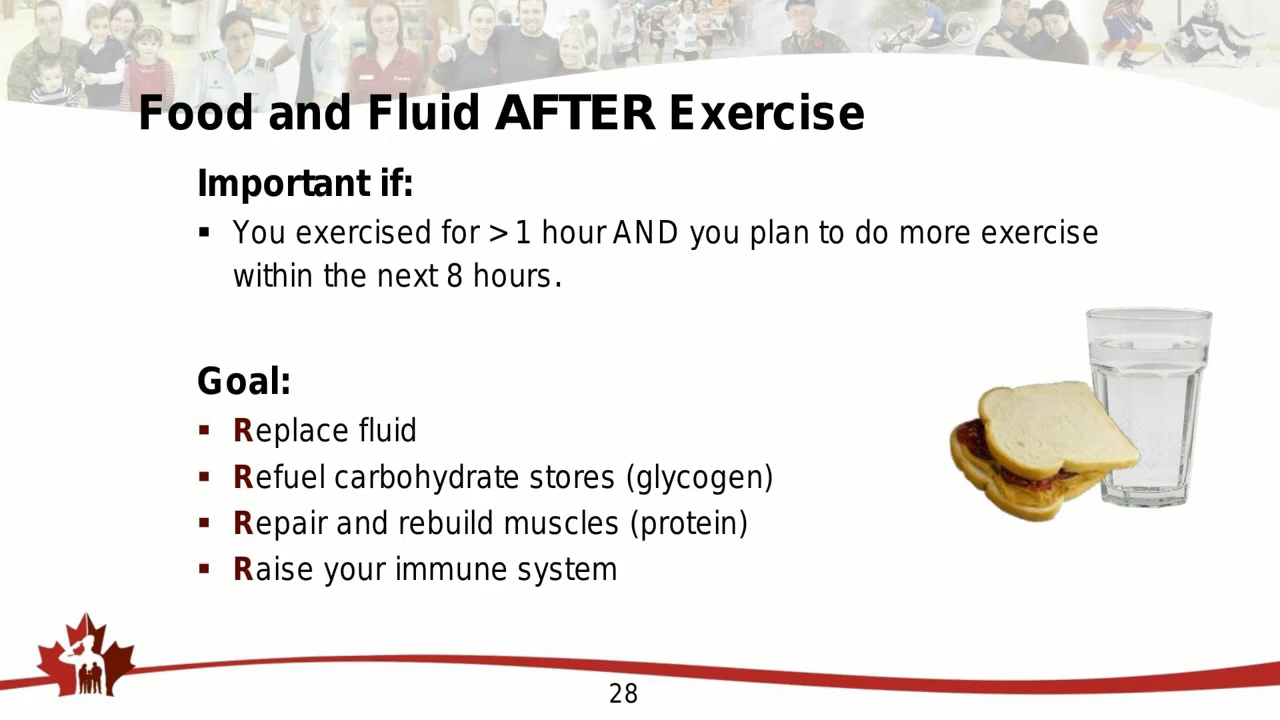 Food and Fluid AFTER Exercise
Important if:
▪ You exercised for > 1 hour AND you plan to do more exercise
within the next 8 hours.
Goal:
▪ Replace fluid
▪ Refuel carbohydrate stores (glycogen)
▪ Repair and rebuild muscles (protein)
▪ Raise your immune system
28